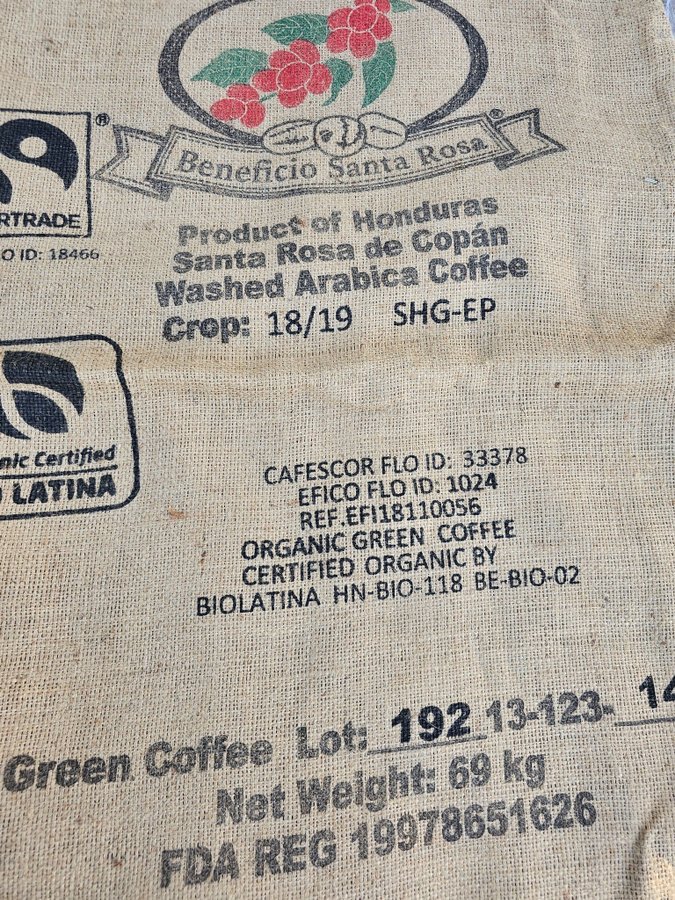 Beneficio Santa Rosa ®
®
RTRADE
O ID: 18466
Product of Honduras
Santa Rosa de Copán
Washed Arabica Coffee
Crop: 18/19 SHG-EP
nic Certified
LATINA
CAFESCOR FLO ID: 33378
EFICO FLO ID: 1024
REF.EFI18110056
ORGANIC GREEN COFFEE
CERTIFIED ORGANIC BY
BIOLATINA HN-BIO-118 BE-BIO-02
Green Coffee Lot: 192 13-123- 14
Net Weight: 69 kg
FDA REG 19978651626